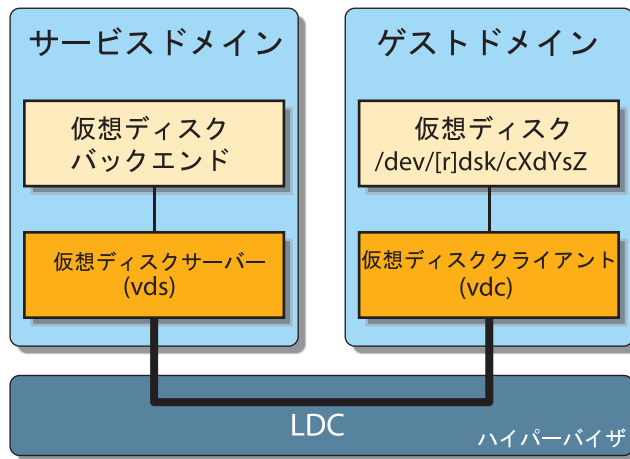 サービスドメイン
仮想ディスク
バックエンド
仮想ディスクサーバー
(vds)
ゲストドメイン
仮想ディスク
/dev/[r]dsk/cXdYsZ
仮想ディスククライアント
(vdc)
LDC
ハイパーバイザ